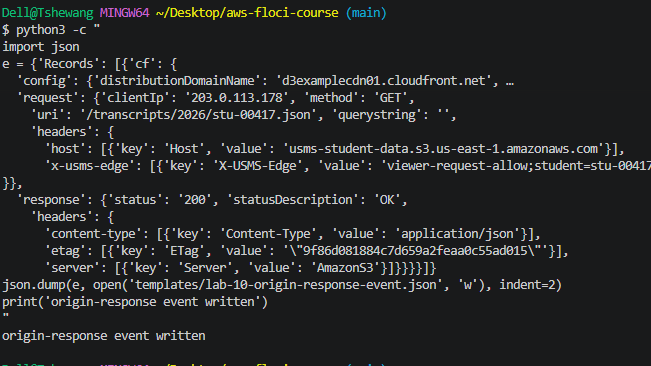 Dell@Tshewang MINGW64 ~/Desktop/aws-floci-course (main)
$ python3 -c "
import json
e = {'Records': [{'cf': {
  'config': {'distributionDomainName': 'd3examplecdn01.cloudfront.net', …
  'request': {'clientIp': '203.0.113.178', 'method': 'GET',
    'uri': '/transcripts/2026/stu-00417.json', 'querystring': '',
    'headers': {
      'host': [{'key': 'Host', 'value': 'usms-student-data.s3.us-east-1.amazonaws.com'}],
      'x-usms-edge': [{'key': 'X-USMS-Edge', 'value': 'viewer-request-allow;student=stu-00417
}},
  'response': {'status': '200', 'statusDescription': 'OK',
    'headers': {
      'content-type': [{'key': 'Content-Type', 'value': 'application/json'}],
      'etag': [{'key': 'ETag', 'value': '\"9f86d081884c7d659a2feaa0c55ad015\"'}],
      'server': [{'key': 'Server', 'value': 'AmazonS3'}]}}}}]}
json.dump(e, open('templates/lab-10-origin-response-event.json', 'w'), indent=2)
print('origin-response event written')
"
origin-response event written